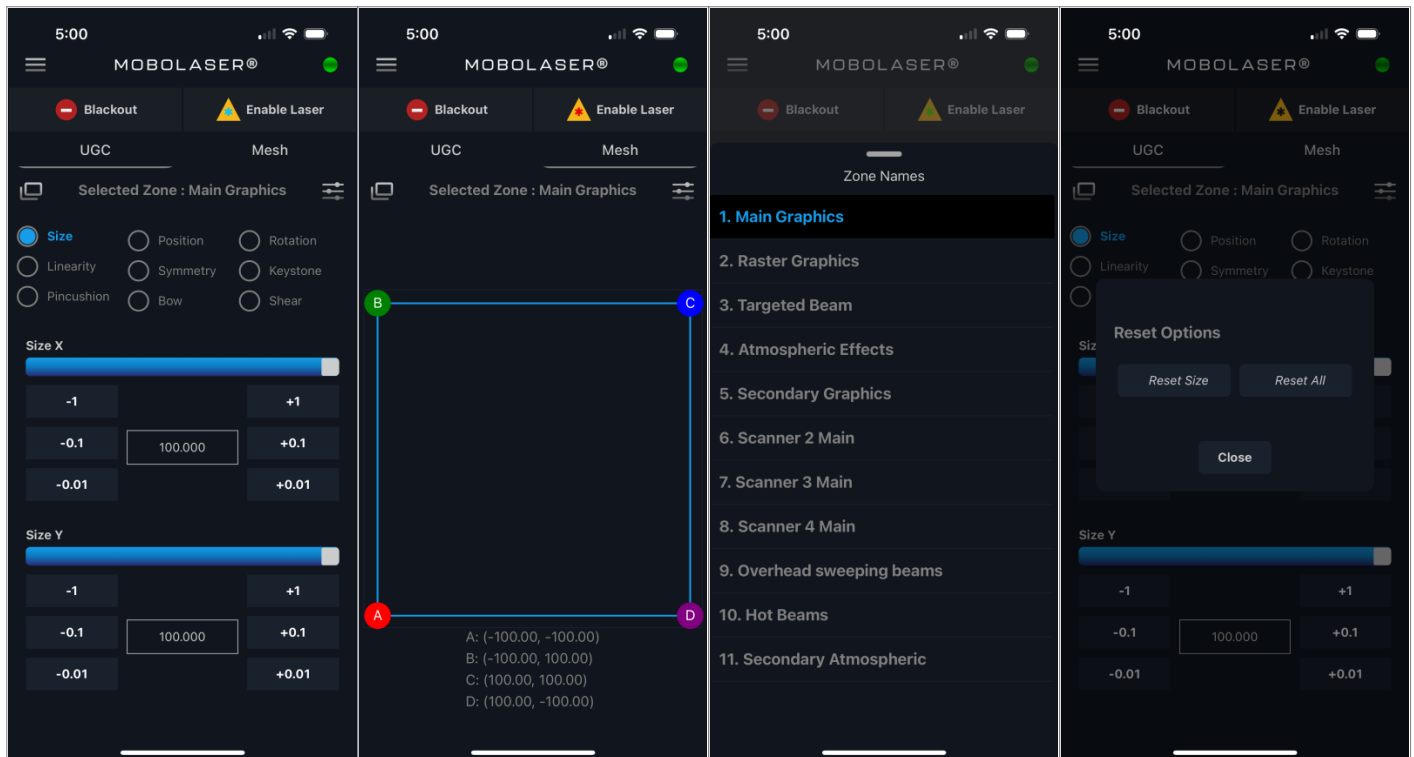 5:00
MOBOLASER®
Blackout Enable Laser
UGC Mesh
Selected Zone : Main Graphics
Size Position Rotation
Linearity Symmetry Keystone
Pincushion Bow Shear
Size X
-1 +1
-0.1 100.000 +0.1
-0.01 +0.01
Size Y
-1 +1
-0.1 100.000 +0.1
-0.01 +0.01
5:00
MOBOLASER®
Blackout Enable Laser
UGC Mesh
Selected Zone : Main Graphics
B C
A D
A: (-100.00, -100.00)
B: (-100.00, 100.00)
C: (100.00, 100.00)
D: (100.00, -100.00)
5:00
MOBOLASER®
Blackout Enable Laser
Zone Names
1. Main Graphics
2. Raster Graphics
3. Targeted Beam
4. Atmospheric Effects
5. Secondary Graphics
6. Scanner 2 Main
7. Scanner 3 Main
8. Scanner 4 Main
9. Overhead sweeping beams
10. Hot Beams
11. Secondary Atmospheric
5:00
MOBOLASER®
Blackout Enable Laser
UGC Mesh
Selected Zone : Main Graphics
Size Position Rotation
Linearity Symmetry Keystone
Siz
Reset Options
Reset Size Reset All
Close
Size Y
-1 +1
-0.1 100.000 +0.1
-0.01 +0.01